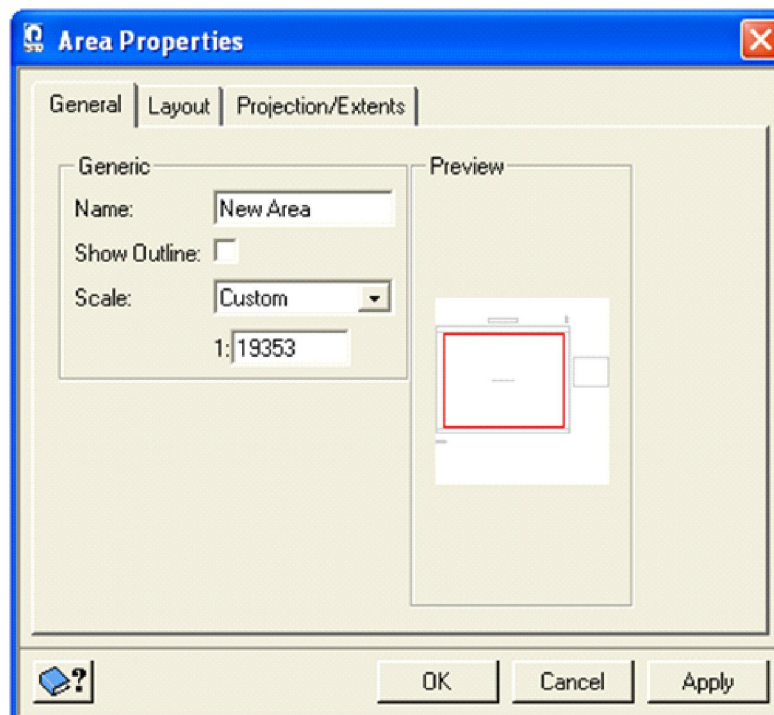 Area Properties
General Layout Projection/Extents
Generic
Name: New Area
Show Outline:
Scale: Custom
1: 19353
Preview
?
OK Cancel Apply